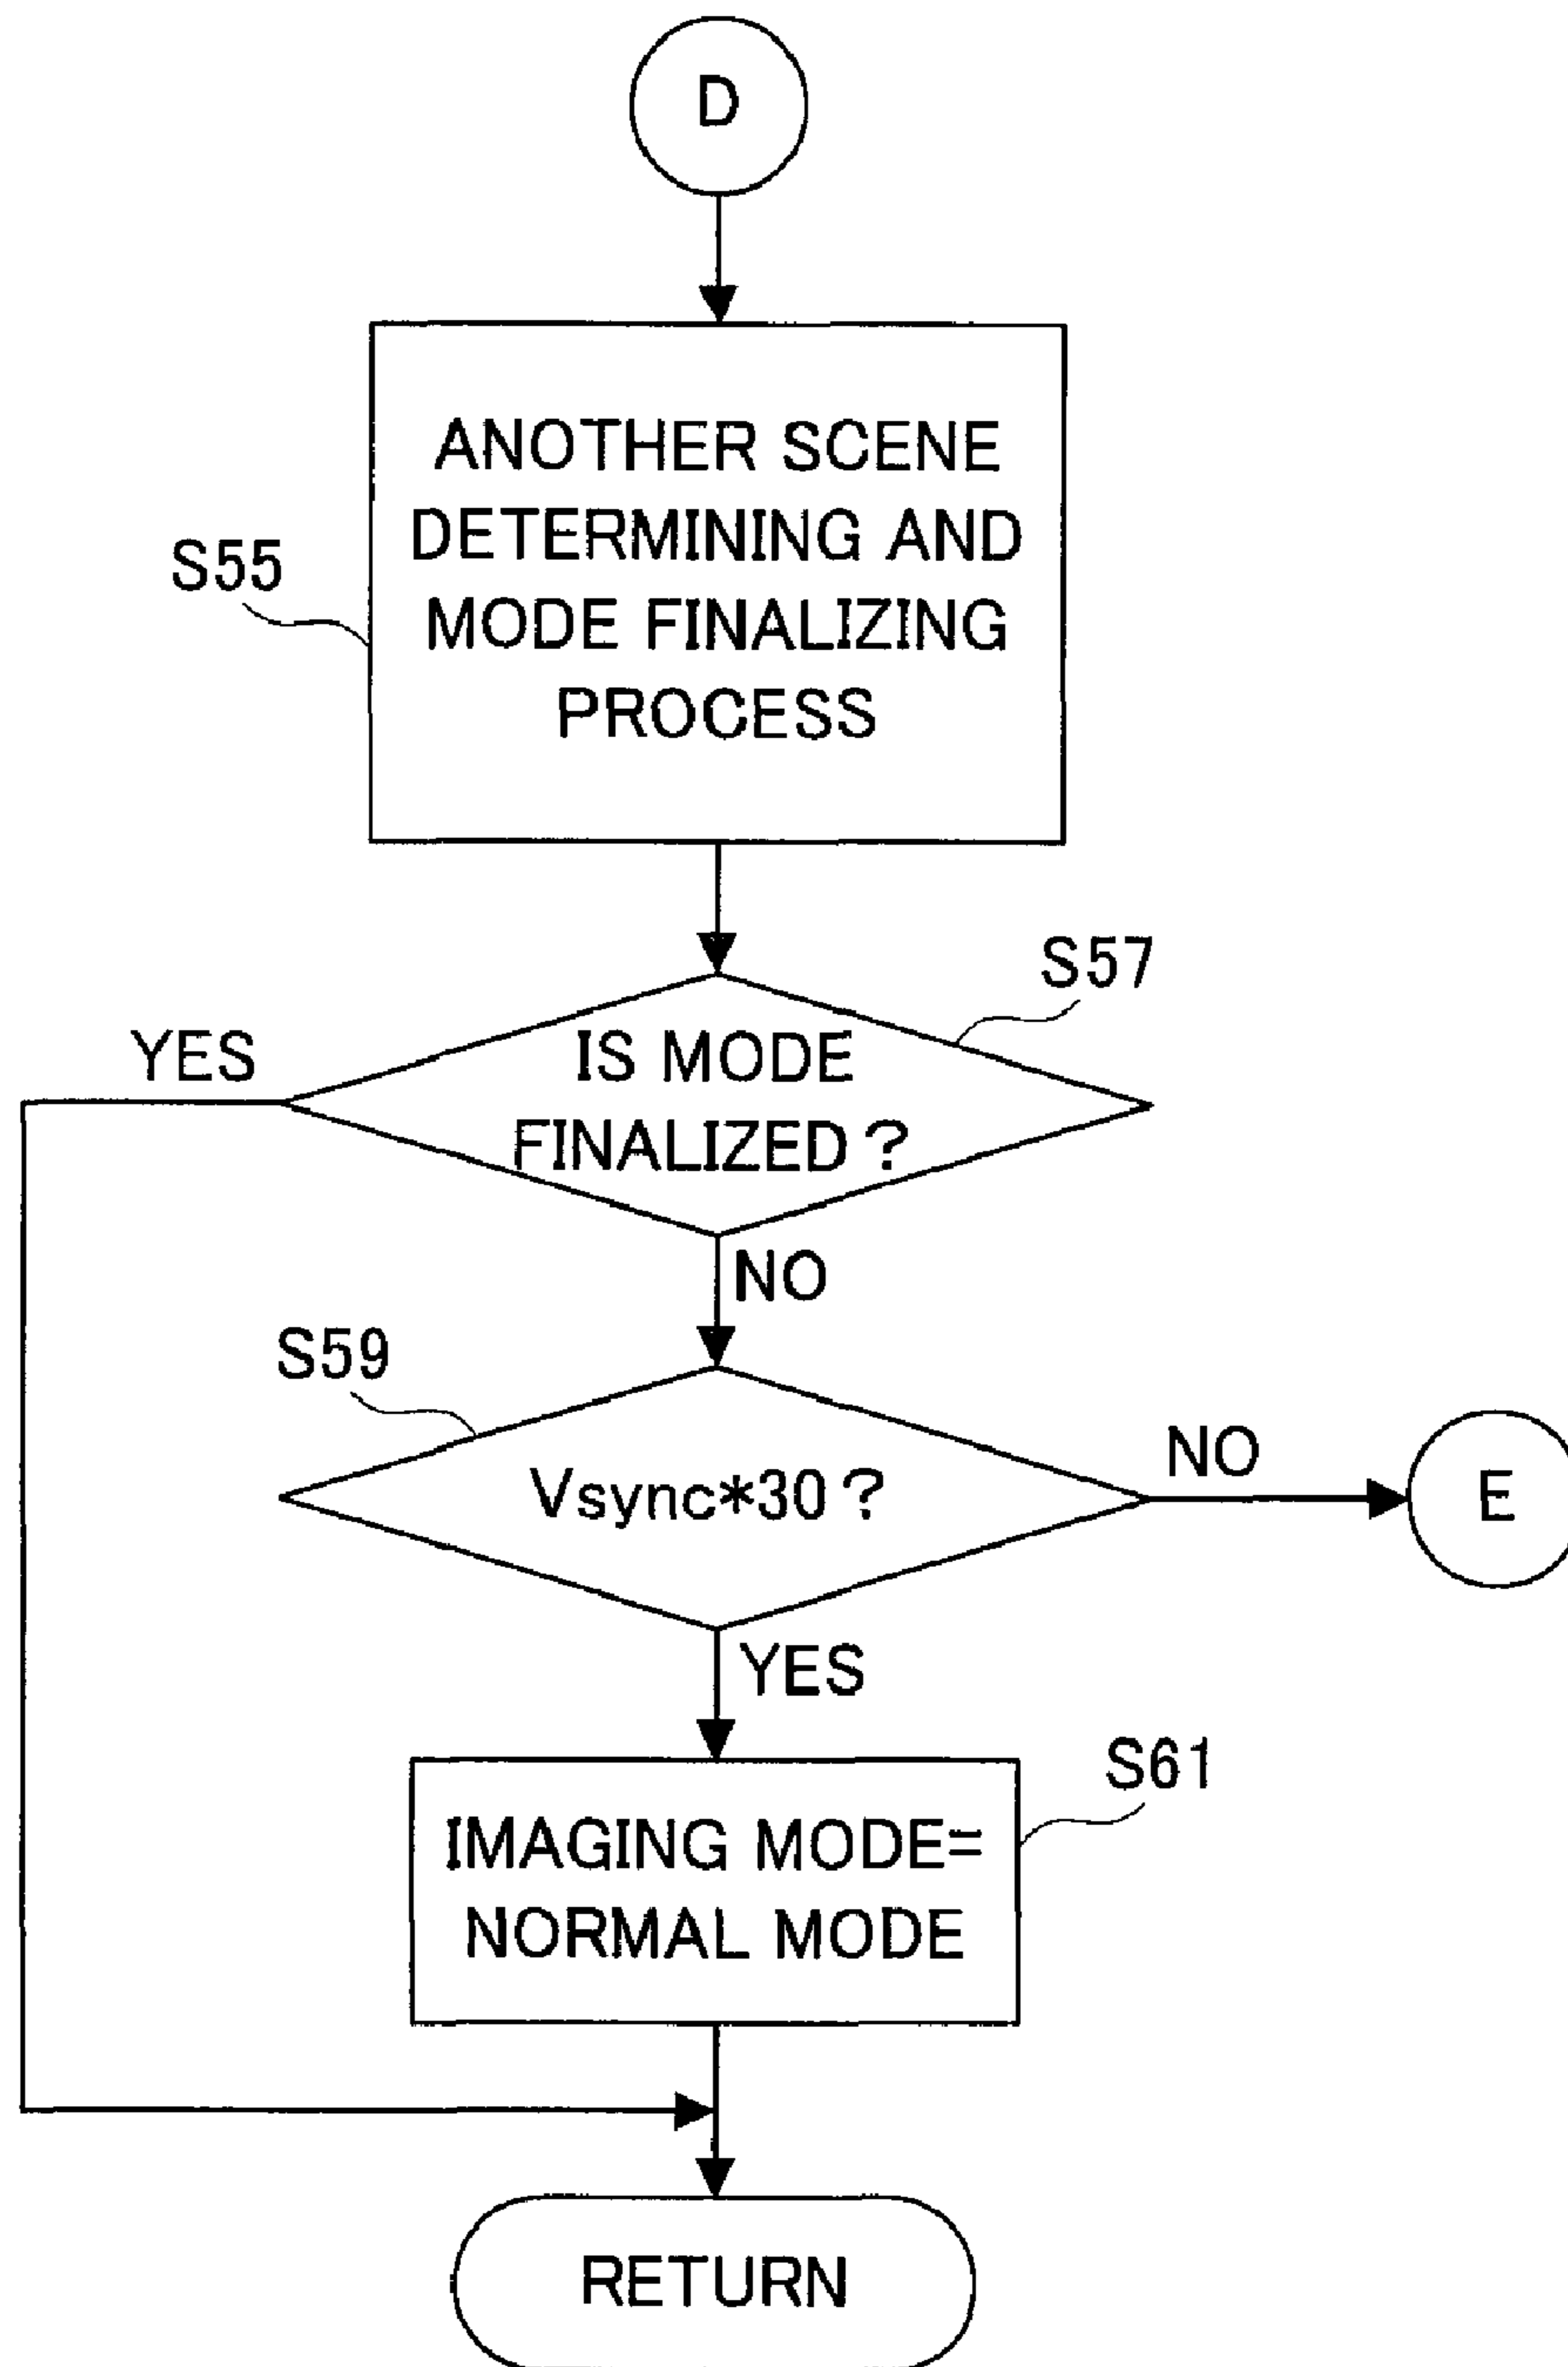 D
ANOTHER SCENE
DETERMINING AND
MODE FINALIZING
PROCESS
S55
S57
YES
IS MODE
FINALIZED ?
NO
S59
Vsync*30 ?
NO
E
YES
S61
IMAGING MODE=
NORMAL MODE
RETURN